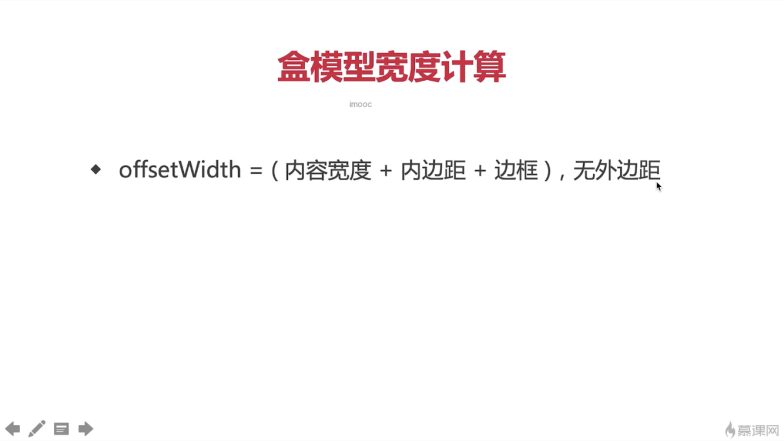 盒模型宽度计算
imooc
◆ offsetWidth = ( 内容宽度 + 内边距 + 边框 ) , 无外边距
慕课网